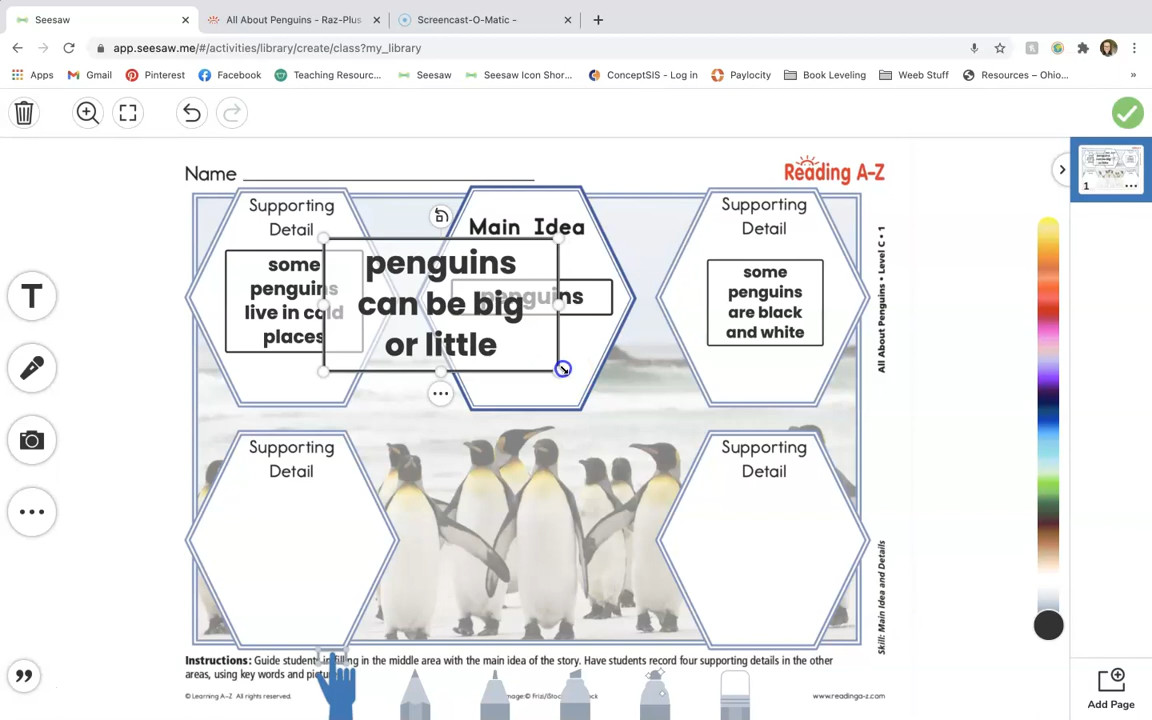 Seesaw
All About Penguins - Raz-Plus
Screencast-O-Matic -
app.seesaw.me/#/activities/library/create/class?my_library
Apps
Gmail
Pinterest
Facebook
Teaching Resourc...
Seesaw
Seesaw Icon Shor...
ConceptSIS - Log in
Paylocity
Book Leveling
Weeb Stuff
Resources – Ohio...
»
Name
Reading A-Z
Supporting
Detail
some
penguins
live in cold
places
Main Idea
penguins
penguins
can be big
or little
Supporting
Detail
some
penguins
are black
and white
All About Penguins • Level C • 1
Supporting
Detail
Supporting
Detail
Skill: Main Idea and Details
Instructions: Guide students in filling in the middle area with the main idea of the story. Have students record four supporting details in the other
areas, using key words and
© Learning A–Z All rights reserved.
www.readinga-z.com
T
1
Add Page